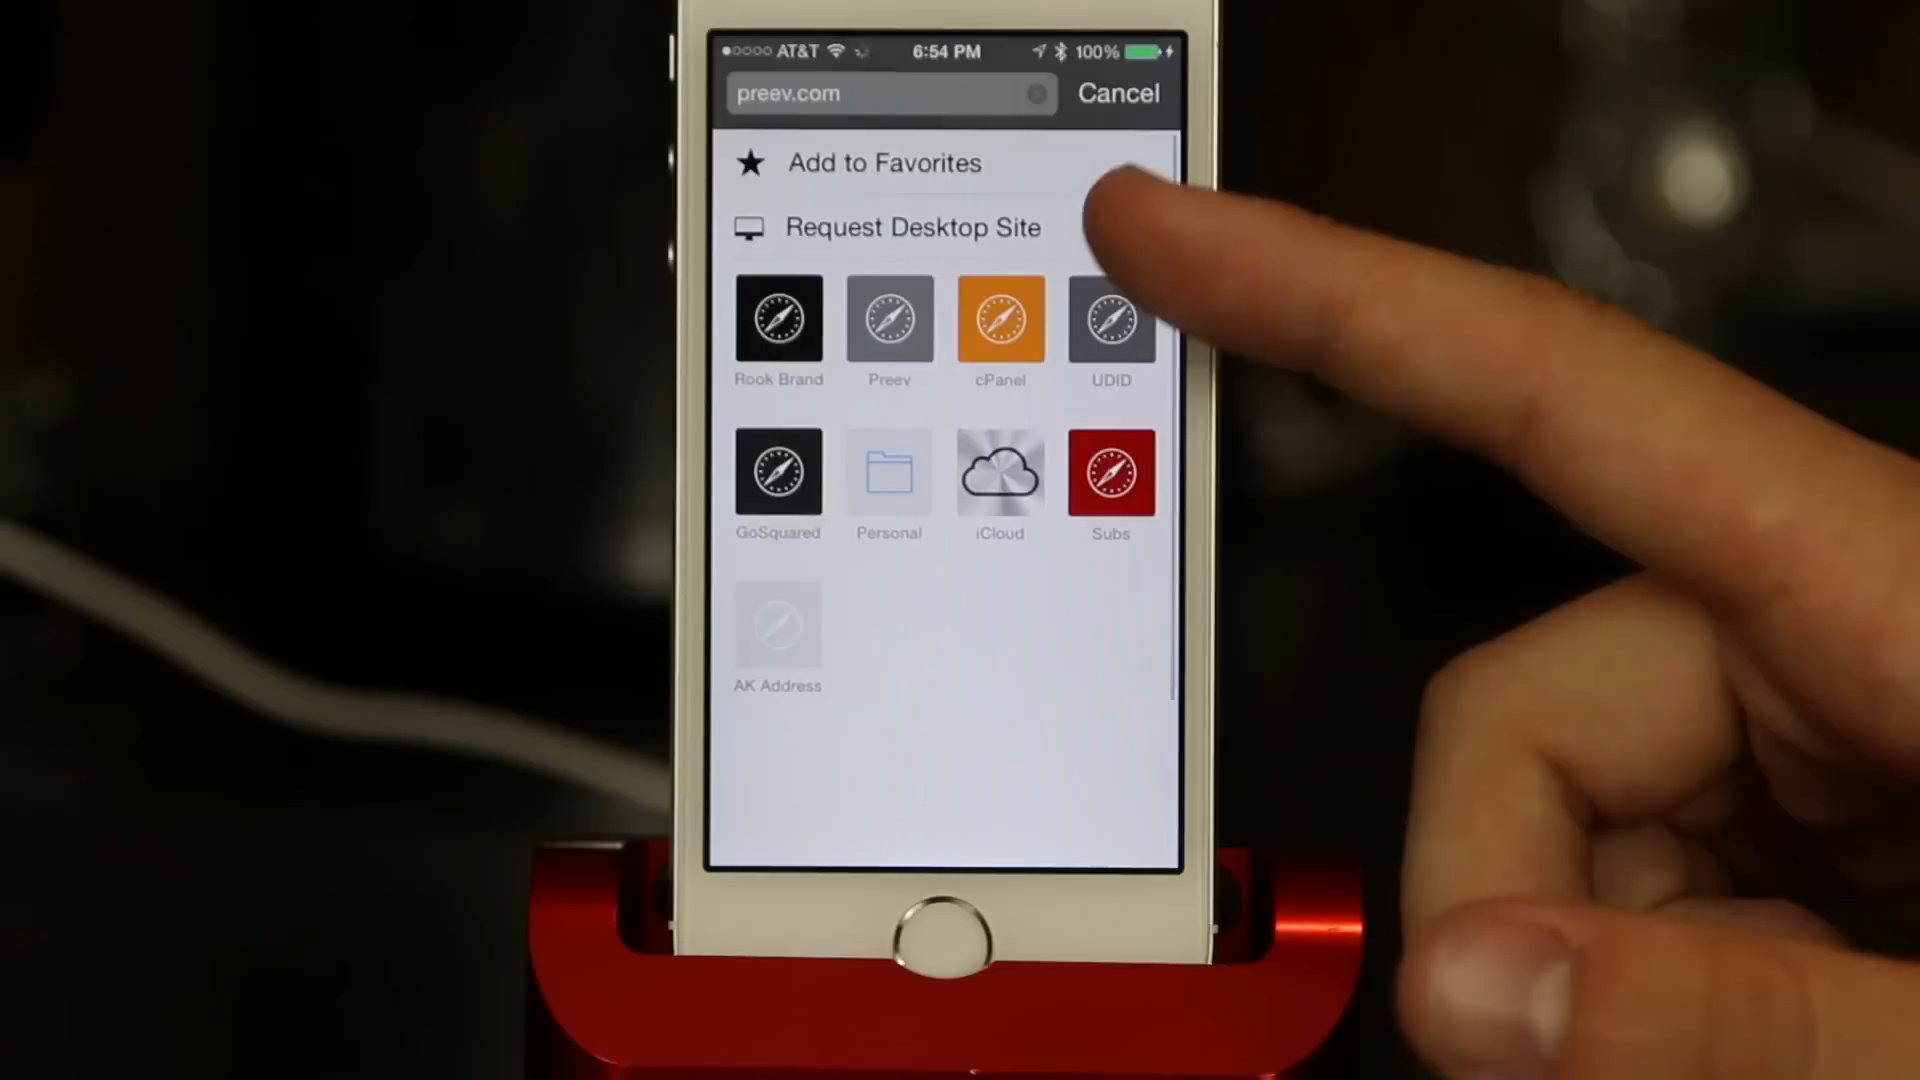 AT&T 6:54 PM 100%
preev.com Cancel
Add to Favorites
Request Desktop Site
Rook Brand Preev cPanel UDID
GoSquared Personal iCloud Subs
AK Address